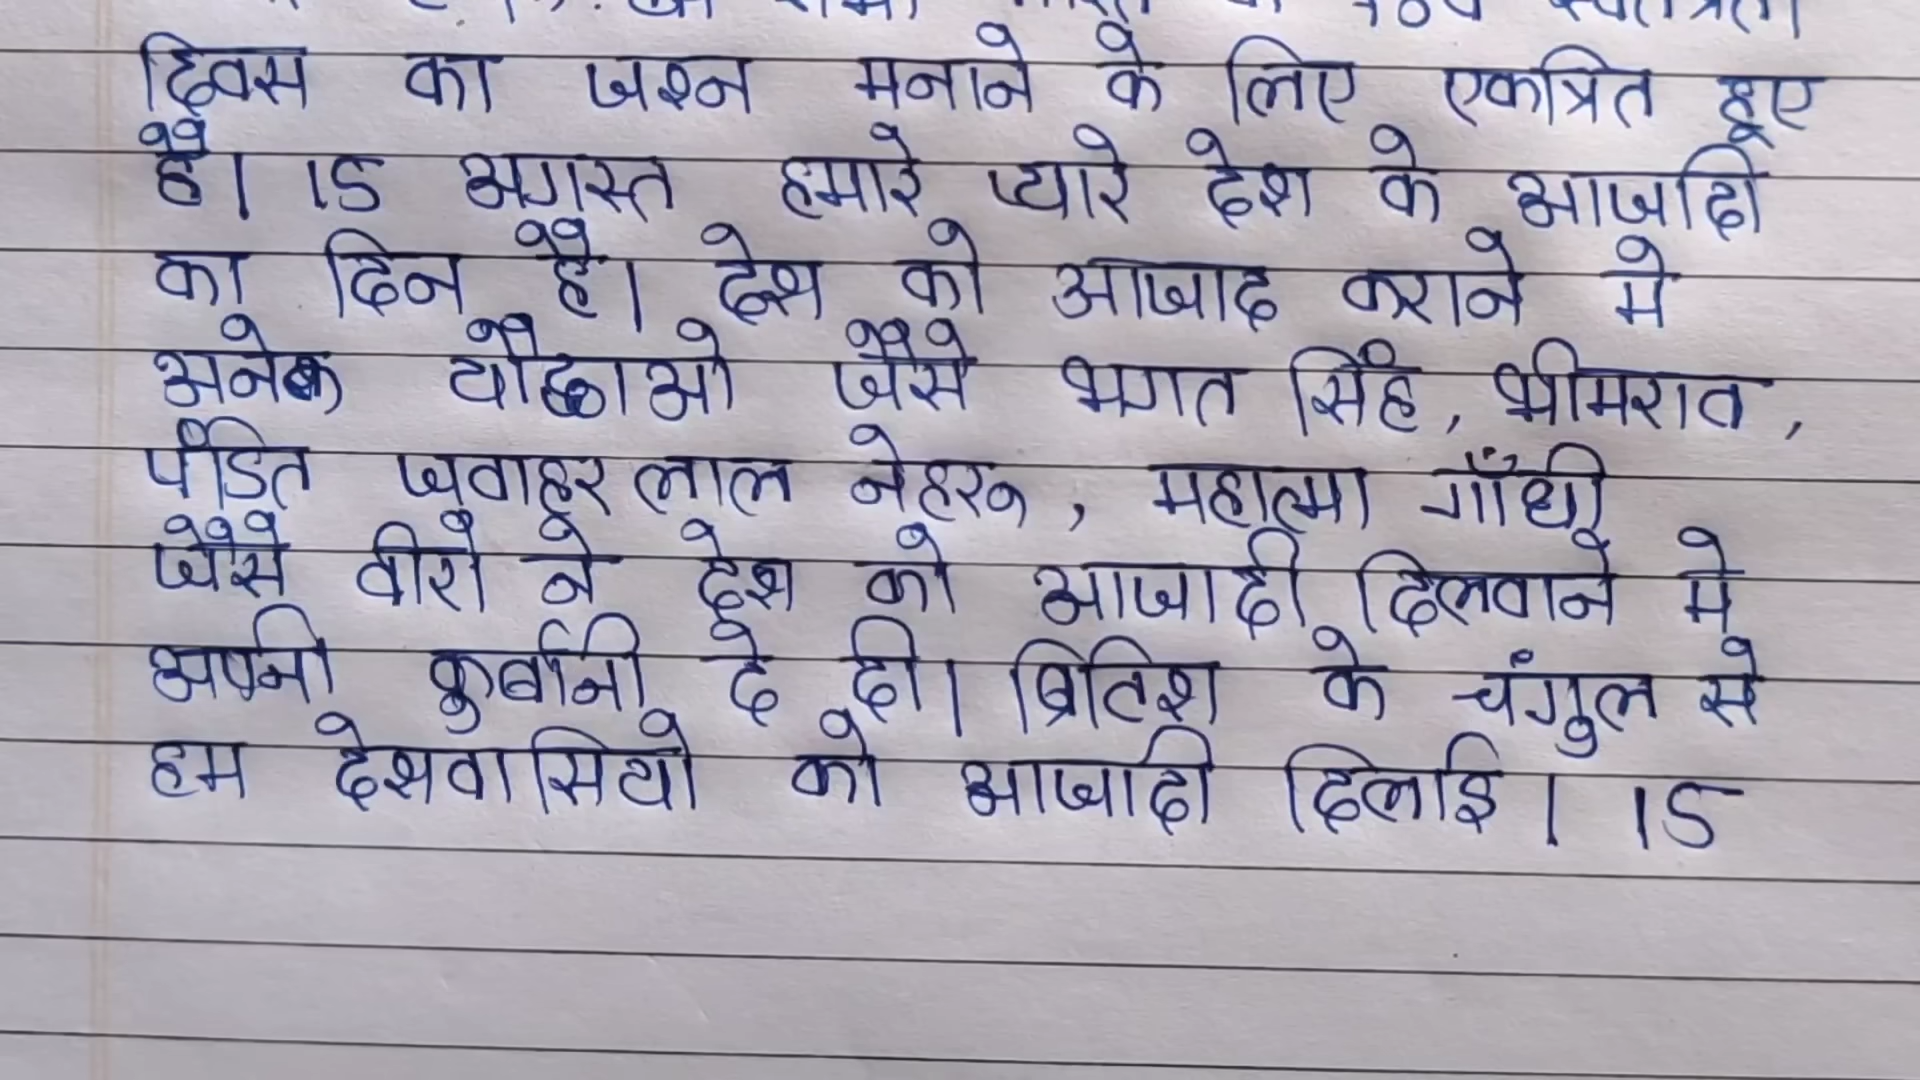 दिवस का जश्न मनाने के लिए एकत्रित हुए
है। 15 अगस्त हमारे प्यारे देश के आजादी
का दिन है। देश को आजाद कराने मे
अनेक योद्धाओ जैसे भगत सिंह, भीमराव,
पंडित जवाहर लाल नेहरू, महात्मा गाँधी
जैसे वीरो ने देश को आजादी दिलवाने मे
अपनी कुर्बानी दे दी। ब्रिटिश के चंगुल से
हम देशवासियो को आजादी दिलाई। 15